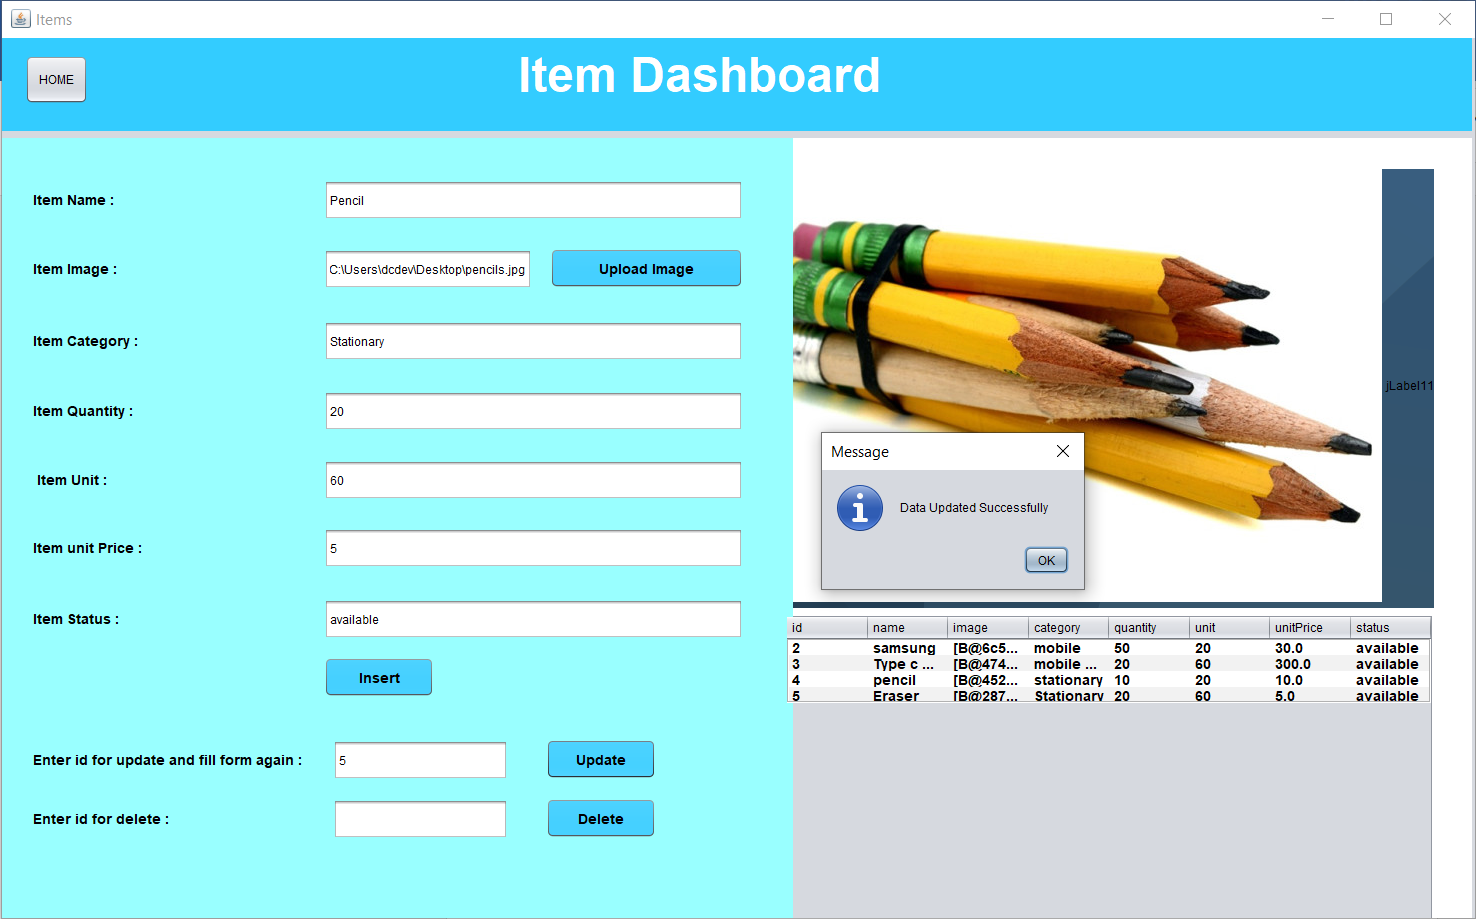 Items
HOME
Item Dashboard
Item Name :
Pencil
Item Image :
C:\Users\dcdev\Desktop\pencils.jpg
Upload Image
Item Category :
Stationary
Item Quantity :
20
Item Unit :
60
Item unit Price :
5
Item Status :
available
Insert
Enter id for update and fill form again :
5
Update
Enter id for delete :
Delete
jLabel11
Message
Data Updated Successfully
OK
id name image category quantity unit unitPrice status
2 samsung [B@6c5... mobile 50 20 30.0 available
3 Type c ... [B@474... mobile ... 20 60 300.0 available
4 pencil [B@452... stationary 10 20 10.0 available
5 Eraser [B@287... Stationary 20 60 5.0 available